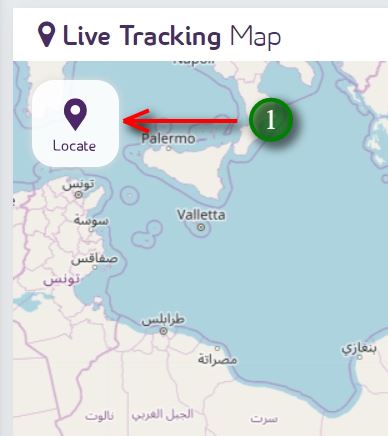 Live Tracking Map
Napoli
Locate
1
Palermo
تونس
سوسة
Valletta
صفاقس
تونس
طرابلس
مصراتة
بنغازي
نالوت
الجبل الغربي
سرت